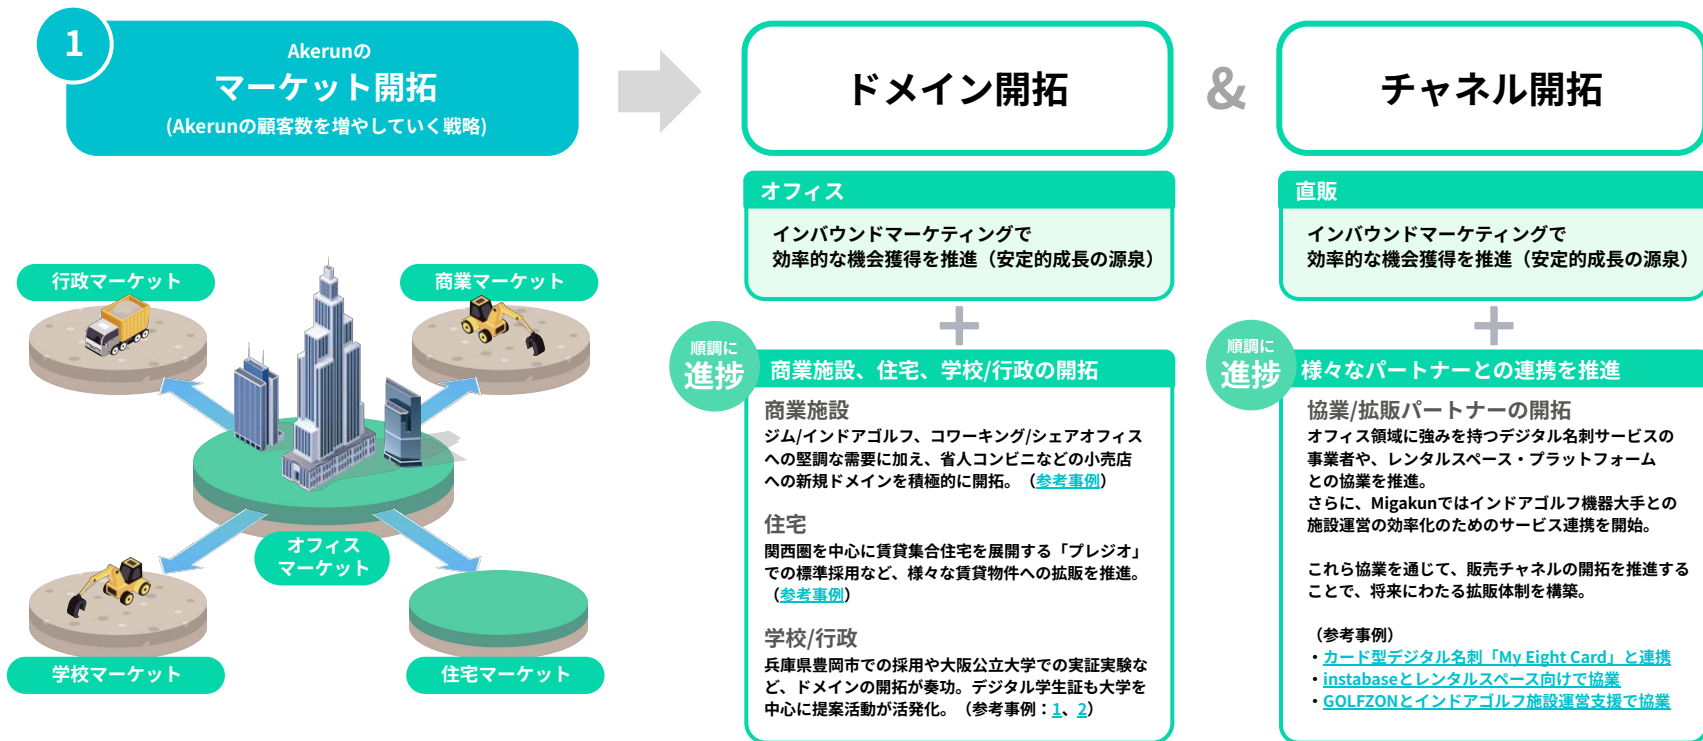 1
Akerunの
マーケット開拓
(Akerunの顧客数を増やしていく戦略)
ドメイン開拓
&
チャネル開拓
行政マーケット
商業マーケット
オフィス
マーケット
学校マーケット
住宅マーケット
オフィス
インバウンドマーケティングで
効率的な機会獲得を推進（安定的成長の源泉）
+
順調に
進捗
商業施設、住宅、学校/行政の開拓
商業施設
ジム/インドアゴルフ、コワーキング/シェアオフィス
への堅調な需要に加え、省人コンビニなどの小売店
への新規ドメインを積極的に開拓。（参考事例）
住宅
関西圏を中心に賃貸集合住宅を展開する「プレジオ」
での標準採用など、様々な賃貸物件への拡販を推進。
（参考事例）
学校/行政
兵庫県豊岡市での採用や大阪公立大学での実証実験な
ど、ドメインの開拓が奏功。デジタル学生証も大学を
中心に提案活動が活発化。（参考事例：1、2）
直販
インバウンドマーケティングで
効率的な機会獲得を推進（安定的成長の源泉）
+
順調に
進捗
様々なパートナーとの連携を推進
協業/拡販パートナーの開拓
オフィス領域に強みを持つデジタル名刺サービスの
事業者や、レンタルスペース・プラットフォーム
との協業を推進。
さらに、Migakunではインドアゴルフ機器大手との
施設運営の効率化のためのサービス連携を開始。
これら協業を通じて、販売チャネルの開拓を推進する
ことで、将来にわたる拡販体制を構築。
（参考事例）
・カード型デジタル名刺「My Eight Card」と連携
・instabaseとレンタルスペース向けで協業
・GOLFZONとインドアゴルフ施設運営支援で協業